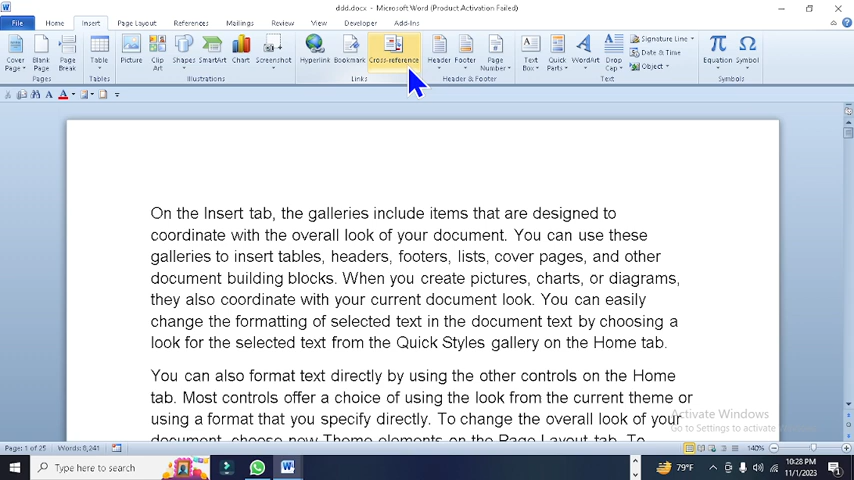 ddd.docx - Microsoft Word (Product Activation Failed)
File Home Insert Page Layout References Mailings Review View Developer Add-Ins
Cover Page Blank Page Page Break Table Picture Clip Art Shapes SmartArt Chart Screenshot Hyperlink Bookmark Cross-reference Header Footer Page Number Text Box Quick Parts WordArt Drop Cap Signature Line Date & Time Object Equation Symbol
Pages Tables Illustrations Links Header & Footer Text Symbols
On the Insert tab, the galleries include items that are designed to
coordinate with the overall look of your document. You can use these
galleries to insert tables, headers, footers, lists, cover pages, and other
document building blocks. When you create pictures, charts, or diagrams,
they also coordinate with your current document look. You can easily
change the formatting of selected text in the document text by choosing a
look for the selected text from the Quick Styles gallery on the Home tab.
You can also format text directly by using the other controls on the Home
tab. Most controls offer a choice of using the look from the current theme or
using a format that you specify directly. To change the overall look of your
document, choose new Theme elements on the Page Layout tab. To
Activate Windows
Go to Settings to activate
Page: 1 of 25 Words: 8,241 140%
Type here to search 79°F 10:28 PM
11/1/2023